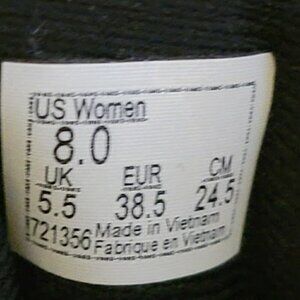 US Women
8.0
UK EUR CM
5.5 38.5 24.5
721356 Made in Vietnam
Fabrique en Vietnam